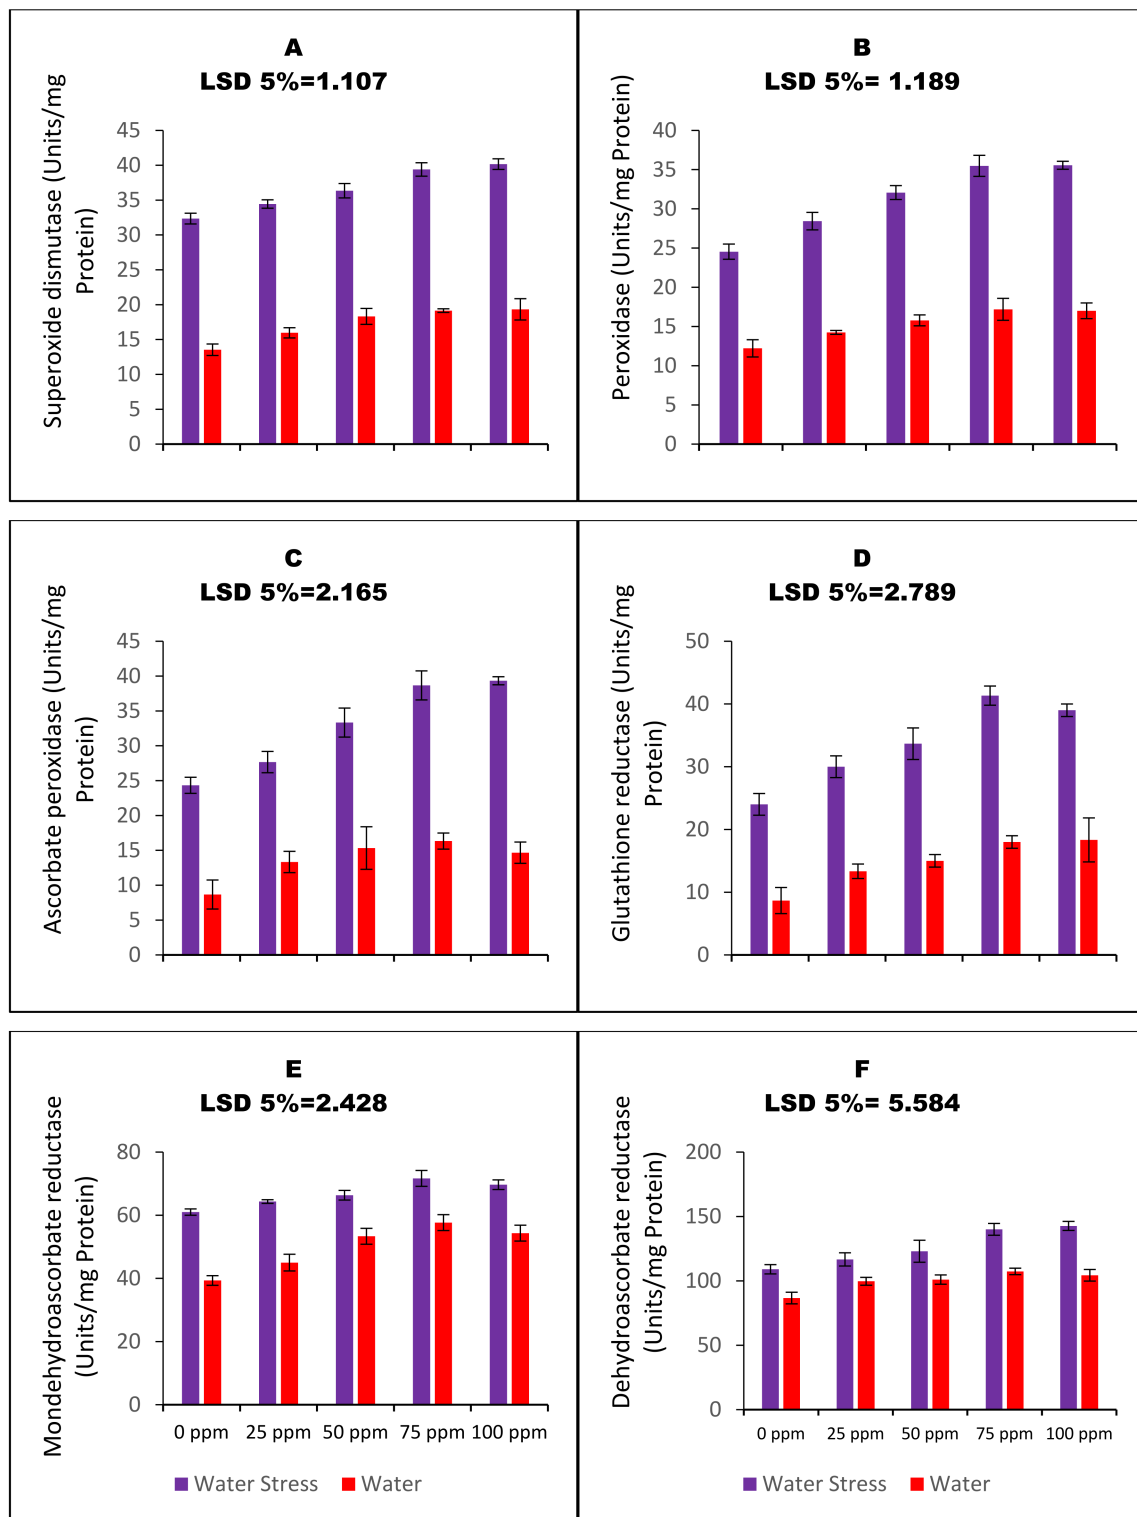 A
LSD 5%=1.107
Superoxide dismutase (Units/mg
Protein)
45
40
35
30
25
20
15
10
5
0
B
LSD 5%= 1.189
Peroxidase (Units/mg Protein)
40
35
30
25
20
15
10
5
0
C
LSD 5%=2.165
Ascorbate peroxidase (Units/mg
Protein)
45
40
35
30
25
20
15
10
5
0
D
LSD 5%=2.789
Glutathione reductase (Units/mg
Protein)
50
40
30
20
10
0
E
LSD 5%=2.428
Mondehydroascorbate reductase
(Units/mg Protein)
80
60
40
20
0
0 ppm 25 ppm 50 ppm 75 ppm 100 ppm
Water Stress Water
F
LSD 5%= 5.584
Dehydroascorbate reductase
(Units/mg Protein)
200
150
100
50
0
0 ppm 25 ppm 50 ppm 75 ppm 100 ppm
Water Stress Water